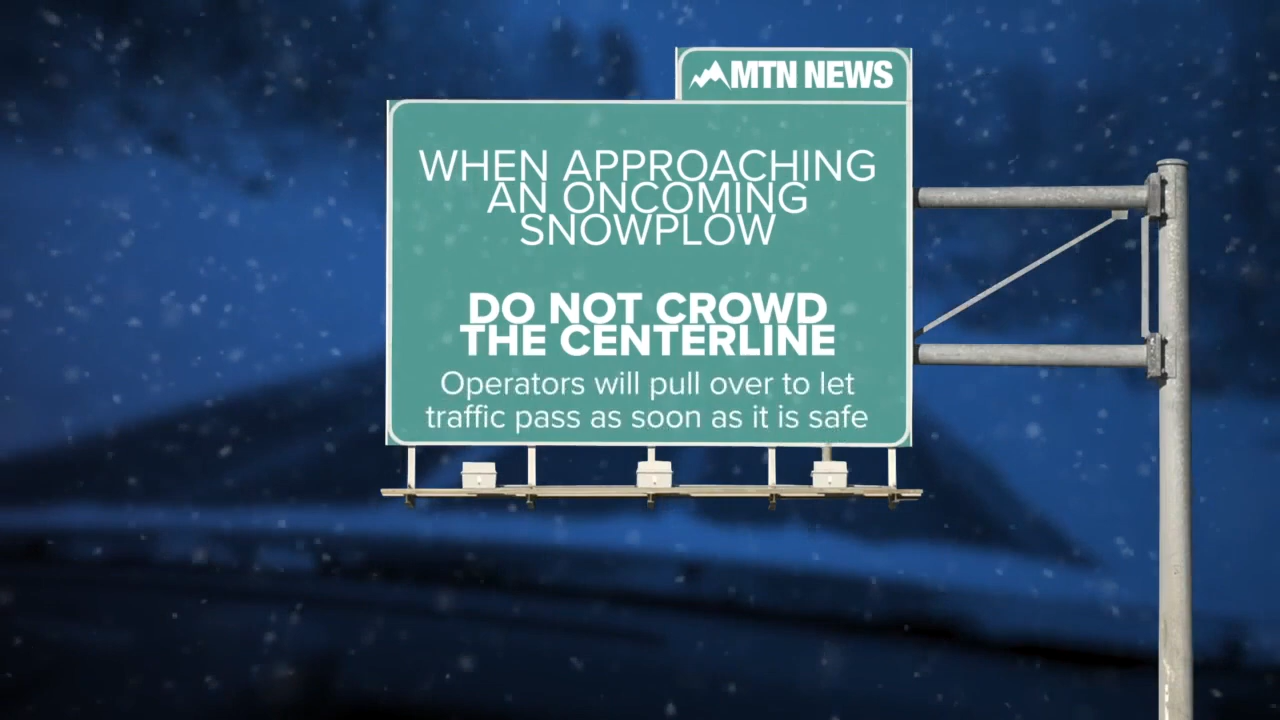 MTN NEWS
WHEN APPROACHING
AN ONCOMING
SNOWPLOW
DO NOT CROWD
THE CENTERLINE
Operators will pull over to let
traffic pass as soon as it is safe